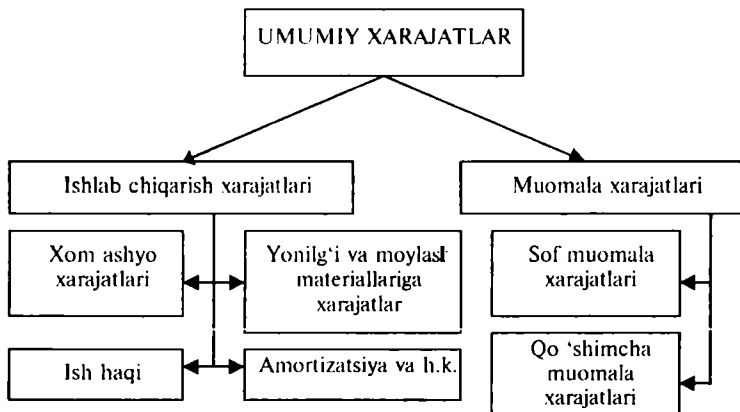 UMUMIY XARAJATLAR
Ishlab chiqarish xarajatlari
Muomala xarajatlari
Xom ashyo
xarajatlari
Yonilg‘i va moylash
materiallariga
xarajatlar
Sof muomala
xarajatlari
Ish haqi
Amortizatsiya va h.k.
Qo ‘shimcha
muomala
xarajatlari